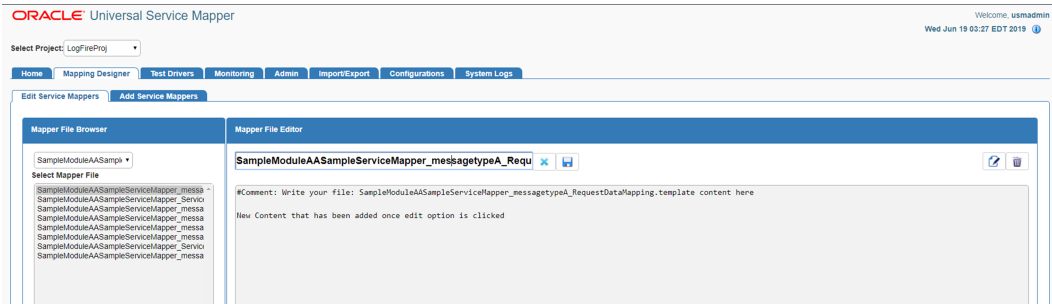 ORACLE Universal Service Mapper
Welcome, usmadmin
Wed Jun 19 03:27 EDT 2019
Select Project: LogFireProj
Home Mapping Designer Test Drivers Monitoring Admin Import/Export Configurations System Logs
Edit Service Mappers Add Service Mappers
Mapper File Browser
Mapper File Editor
SampleModuleAASampl
SampleModuleAASampleServiceMapper_messagetypeA_Requ
Select Mapper File
SampleModuleAASampleServiceMapper_messa
SampleModuleAASampleServiceMapper_Servic
SampleModuleAASampleServiceMapper_messa
SampleModuleAASampleServiceMapper_messa
SampleModuleAASampleServiceMapper_messa
SampleModuleAASampleServiceMapper_messa
SampleModuleAASampleServiceMapper_Servic
SampleModuleAASampleServiceMapper_messa
#Comment: Write your file: SampleModuleAASampleServiceMapper_messagetypeA_RequestDataMapping.template content here
New Content that has been added once edit option is clicked